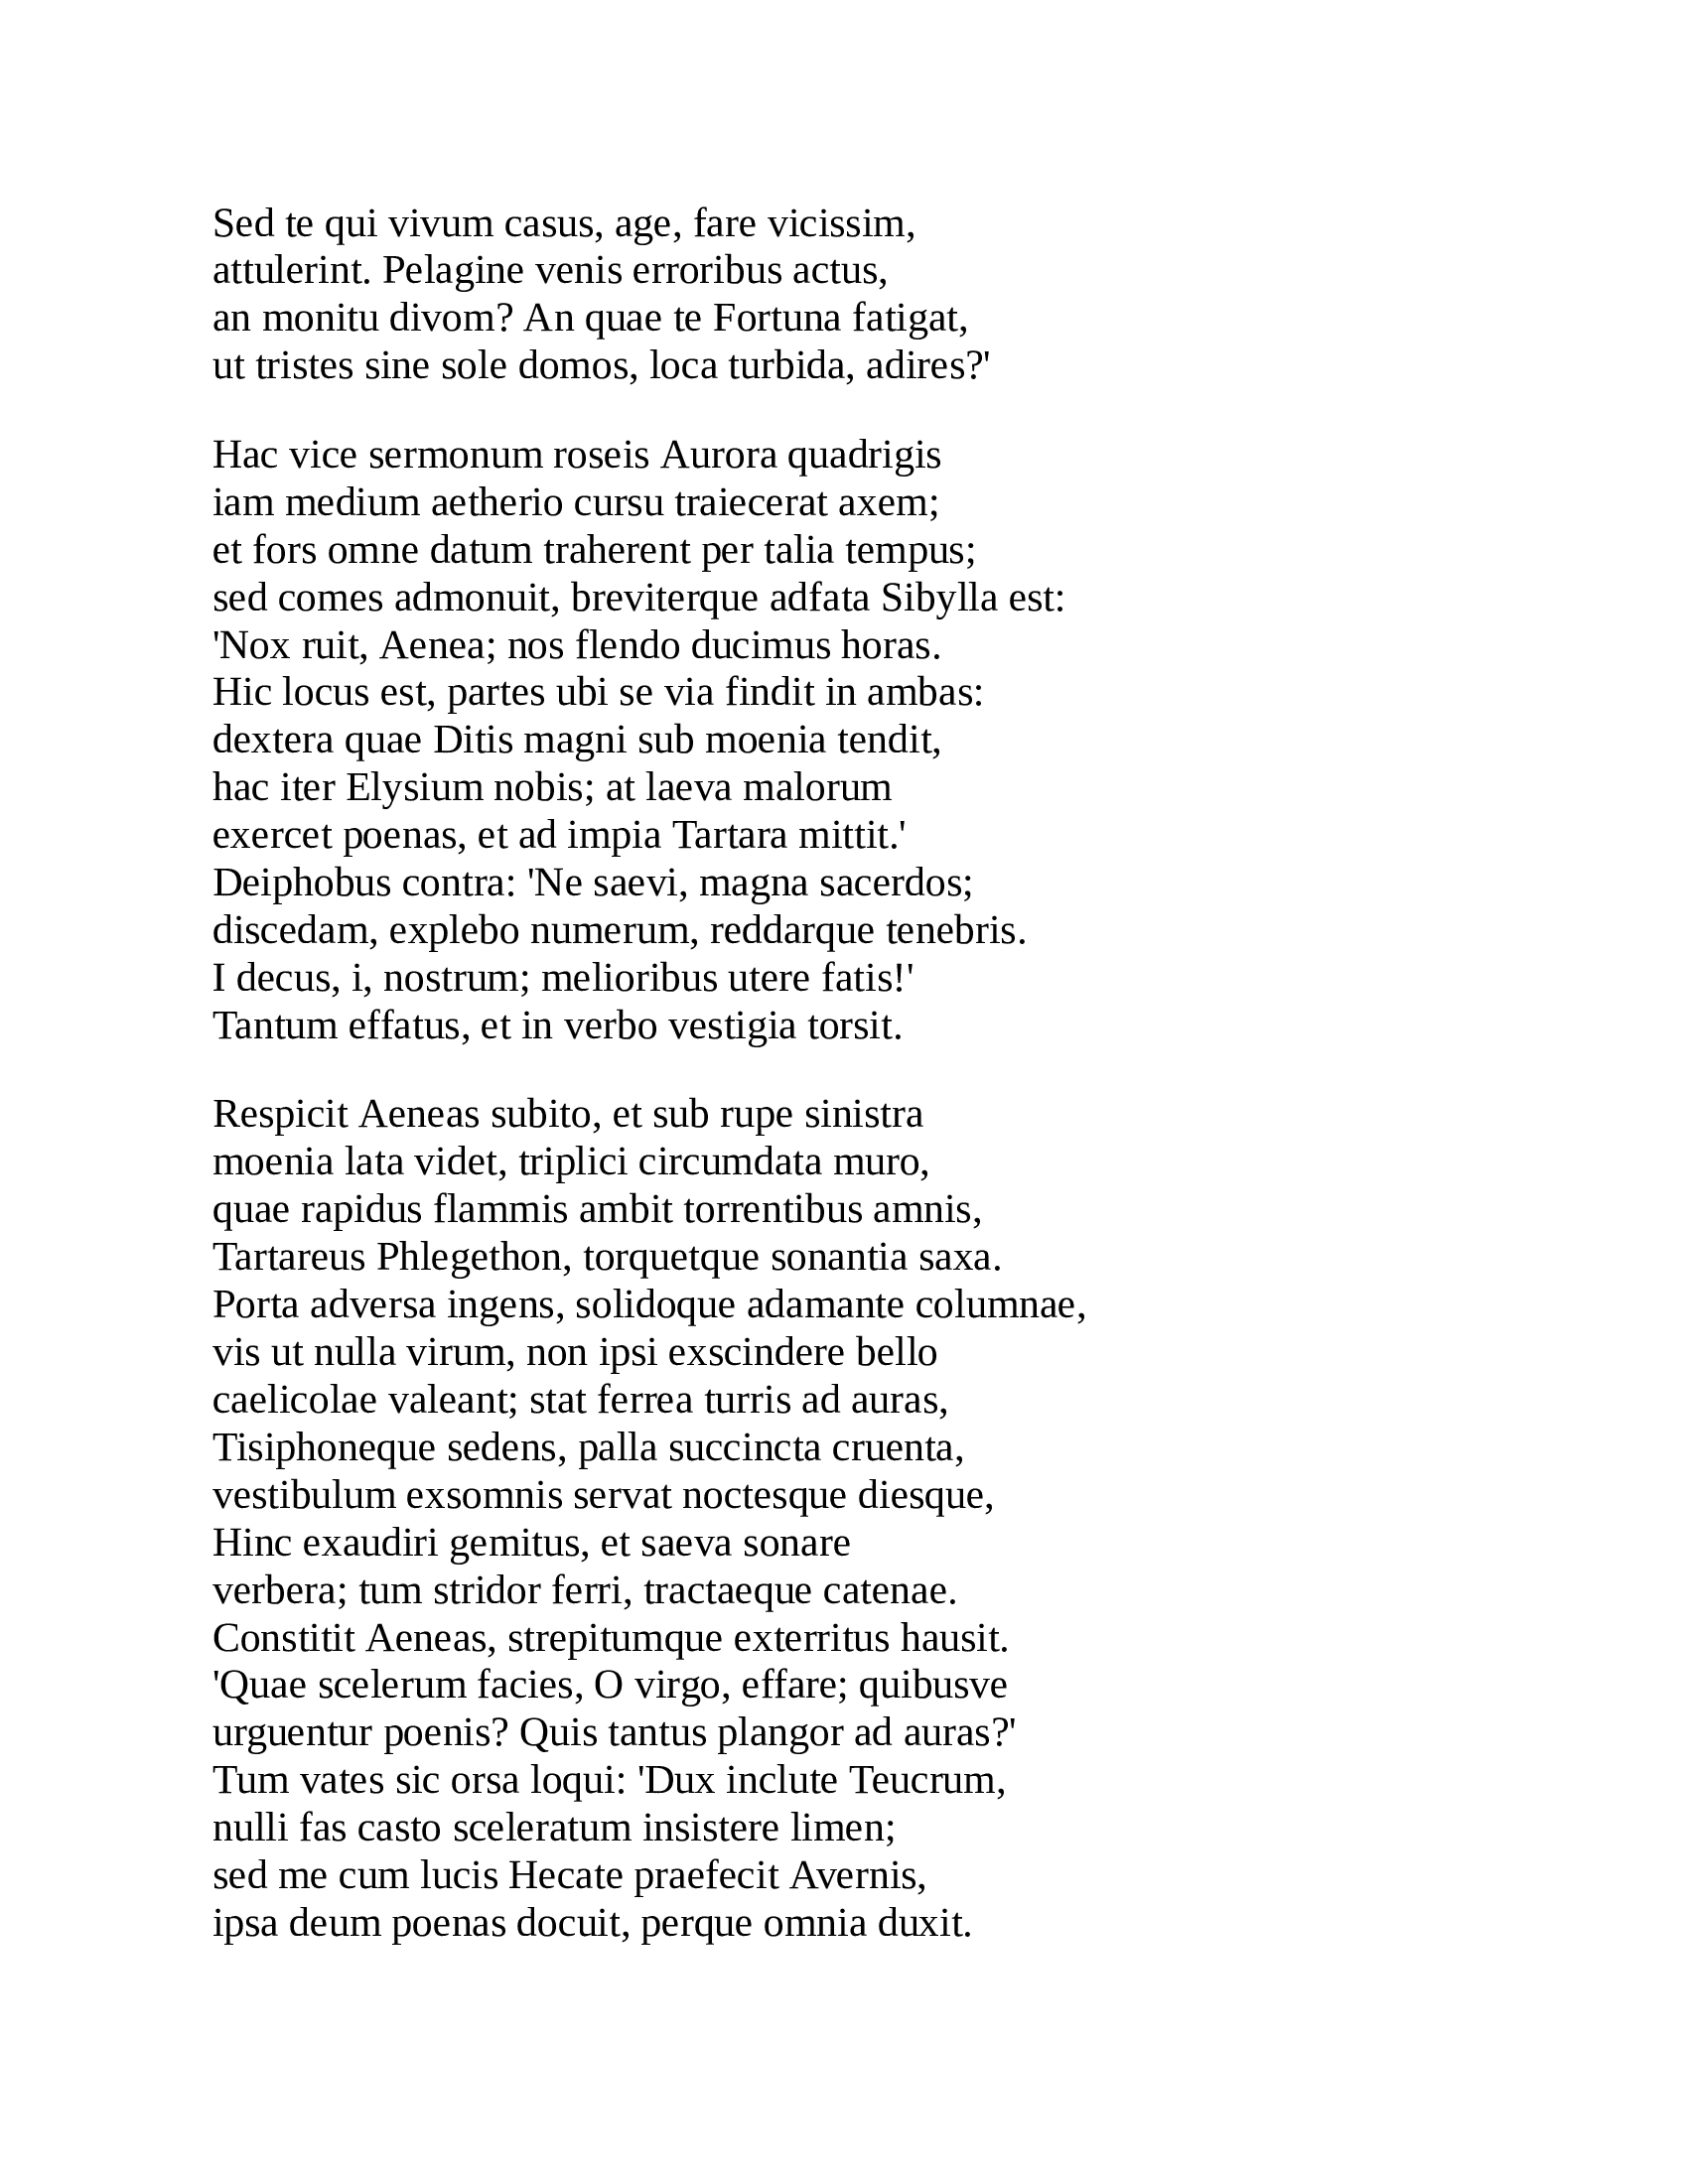 Sed te qui vivum casus, age, fare vicissim,
attulerint. Pelagine venis erroribus actus,
an monitu divom? An quae te Fortuna fatigat,
ut tristes sine sole domos, loca turbida, adires?'

Hac vice sermonum roseis Aurora quadrigis
iam medium aetherio cursu traiecerat axem;
et fors omne datum traherent per talia tempus;
sed comes admonuit, breviterque adfata Sibylla est:
'Nox ruit, Aenea; nos flendo ducimus horas.
Hic locus est, partes ubi se via findit in ambas:
dextera quae Ditis magni sub moenia tendit,
hac iter Elysium nobis; at laeva malorum
exercet poenas, et ad impia Tartara mittit.'
Deiphobus contra: 'Ne saevi, magna sacerdos;
discedam, explebo numerum, reddarque tenebris.
I decus, i, nostrum; melioribus utere fatis!'
Tantum effatus, et in verbo vestigia torsit.

Respicit Aeneas subito, et sub rupe sinistra
moenia lata videt, triplici circumdata muro,
quae rapidus flammis ambit torrentibus amnis,
Tartareus Phlegethon, torquetque sonantia saxa.
Porta adversa ingens, solidoque adamante columnae,
vis ut nulla virum, non ipsi exscindere bello
caelicolae valeant; stat ferrea turris ad auras,
Tisiphoneque sedens, palla succincta cruenta,
vestibulum exsomnis servat noctesque diesque,
Hinc exaudiri gemitus, et saeva sonare
verbera; tum stridor ferri, tractaeque catenae.
Constitit Aeneas, strepitumque exterritus hausit.
'Quae scelerum facies, O virgo, effare; quibusve
urguentur poenis? Quis tantus plangor ad auras?'
Tum vates sic orsa loqui: 'Dux inclute Teucrum,
nulli fas casto sceleratum insistere limen;
sed me cum lucis Hecate praefecit Avernis,
ipsa deum poenas docuit, perque omnia duxit.